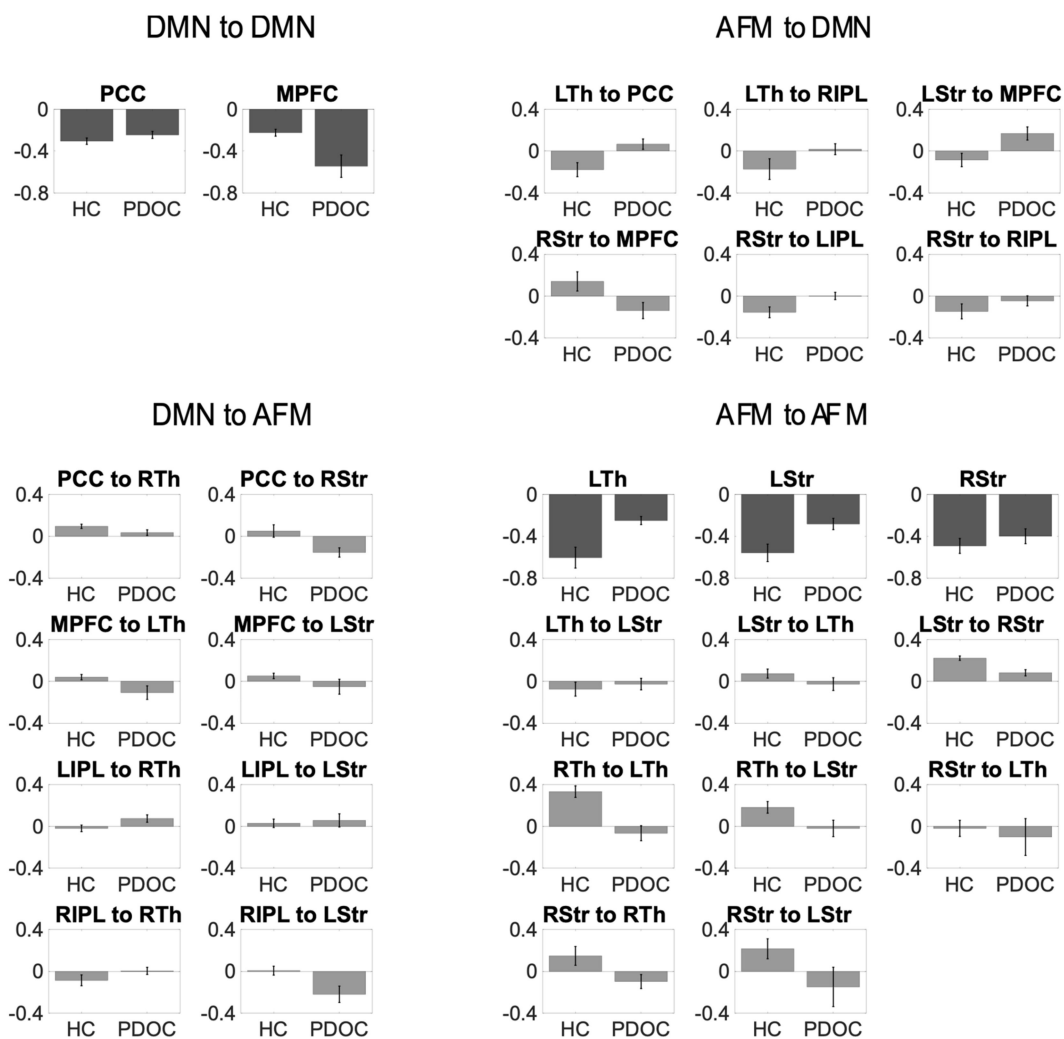 DMN to DMN
AFM to DMN
PCC
MPFC
0
-0.4
-0.8
HC PDOC
0
-0.4
-0.8
HC PDOC
LTh to PCC
LTh to RIPL
LStr to MPFC
0.4
0
-0.4
HC PDOC
0.4
0
-0.4
HC PDOC
0.4
0
-0.4
HC PDOC
RStr to MPFC
RStr to LIPL
RStr to RIPL
0.4
0
-0.4
HC PDOC
0.4
0
-0.4
HC PDOC
0.4
0
-0.4
HC PDOC
DMN to AFM
AFM to AFM
PCC to RTh
PCC to RStr
0.4
0
-0.4
HC PDOC
0.4
0
-0.4
HC PDOC
MPFC to LTh
MPFC to LStr
0.4
0
-0.4
HC PDOC
0.4
0
-0.4
HC PDOC
LIPL to RTh
LIPL to LStr
0.4
0
-0.4
HC PDOC
0.4
0
-0.4
HC PDOC
RIPL to RTh
RIPL to LStr
0.4
0
-0.4
HC PDOC
0.4
0
-0.4
HC PDOC
LTh
LStr
RStr
0
-0.4
-0.8
HC PDOC
0
-0.4
-0.8
HC PDOC
0
-0.4
-0.8
HC PDOC
LTh to LStr
LStr to LTh
LStr to RStr
0.4
0
-0.4
HC PDOC
0.4
0
-0.4
HC PDOC
0.4
0
-0.4
HC PDOC
RTh to LTh
RTh to LStr
RStr to LTh
0.4
0
-0.4
HC PDOC
0.4
0
-0.4
HC PDOC
0.4
0
-0.4
HC PDOC
RStr to RTh
RStr to LStr
0.4
0
-0.4
HC PDOC
0.4
0
-0.4
HC PDOC